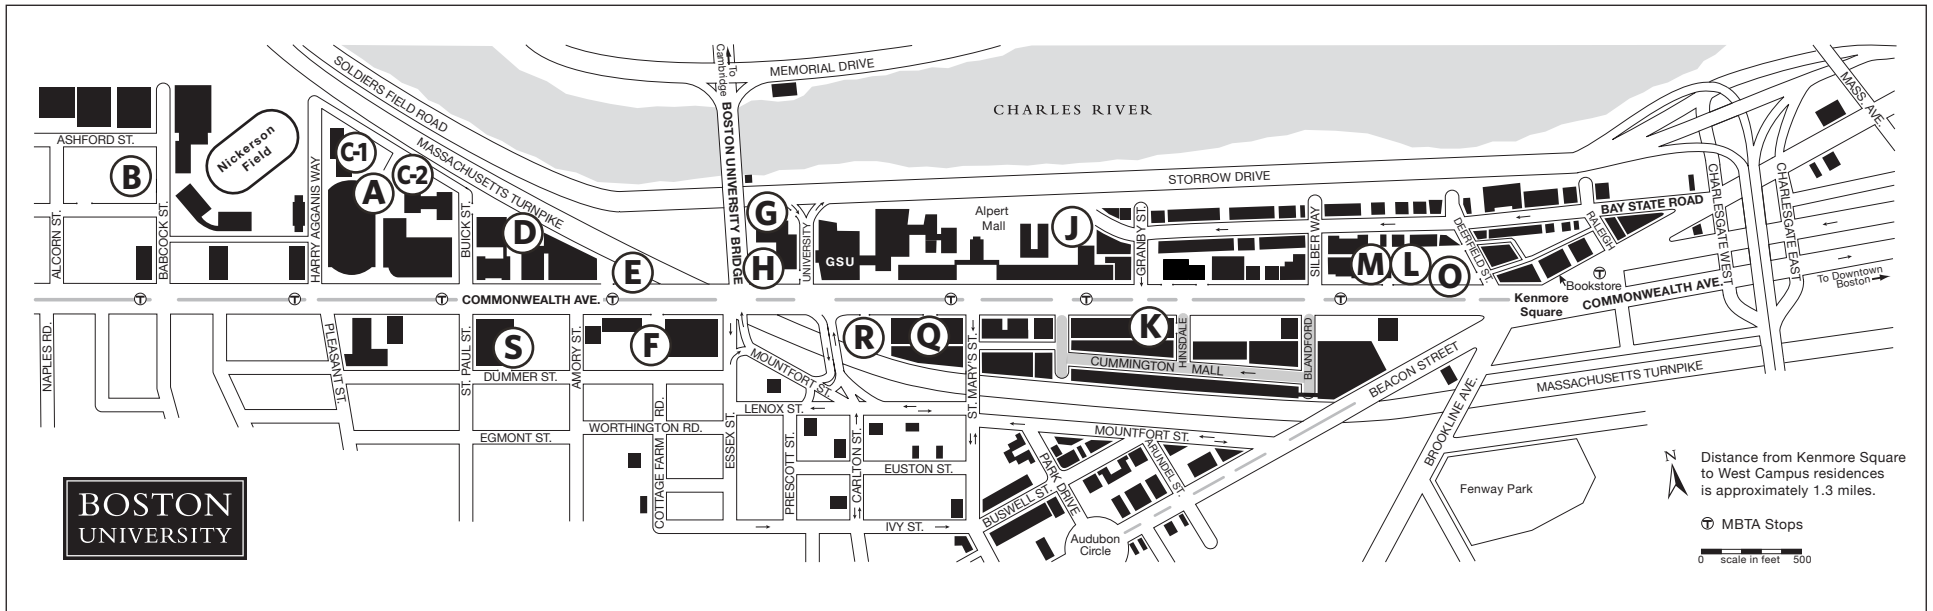 SOLDIERS FIELD ROAD
To
Cambridge
MEMORIAL DRIVE
CHARLES RIVER
MASS. AVE.
ASHFORD ST.
Nickerson
Field
MASSACHUSETTS TURNPIKE
BOSTON UNIVERSITY BRIDGE
STORROW DRIVE
B
C-1
C-2
A
D
G
H
E
J
M
L
O
ALCORN ST.
BABCOCK ST.
HARRY AGGANIS WAY
BUICK ST.
UNIVERSITY
GSU
Alpert
Mall
GRANBY ST.
SILBER WAY
DEERFIELD ST.
RALEIGH
BAY STATE ROAD
CHARLESGATE WEST
CHARLESGATE EAST
To Downtown
Boston
Bookstore
Kenmore
Square
T
T
T
COMMONWEALTH AVE.
T
T
T
T
T
COMMONWEALTH AVE.
NAPLES RD.
PLEASANT ST.
ST. PAUL ST.
S
AMORY ST.
F
R
Q
K
HINSDALE
BLANDFORD
ST. MARY'S ST.
CUMMINGTON MALL
MOUNTFORT ST.
DUMMER ST.
BEACON STREET
MASSACHUSETTS TURNPIKE
BROOKLINE AVE.
LENOX ST.
WORTHINGTON RD.
EGMONT ST.
COTTAGE FARM RD.
ESSEX ST.
PRESCOTT ST.
CARLTON ST.
EUSTON ST.
IVY ST.
MOUNTFORT ST.
PARK DRIVE
ARUNDEL ST.
BUSWELL ST.
Audubon
Circle
Fenway Park
BOSTON
UNIVERSITY
N
Distance from Kenmore Square
to West Campus residences
is approximately 1.3 miles.
T MBTA Stops
0 scale in feet 500